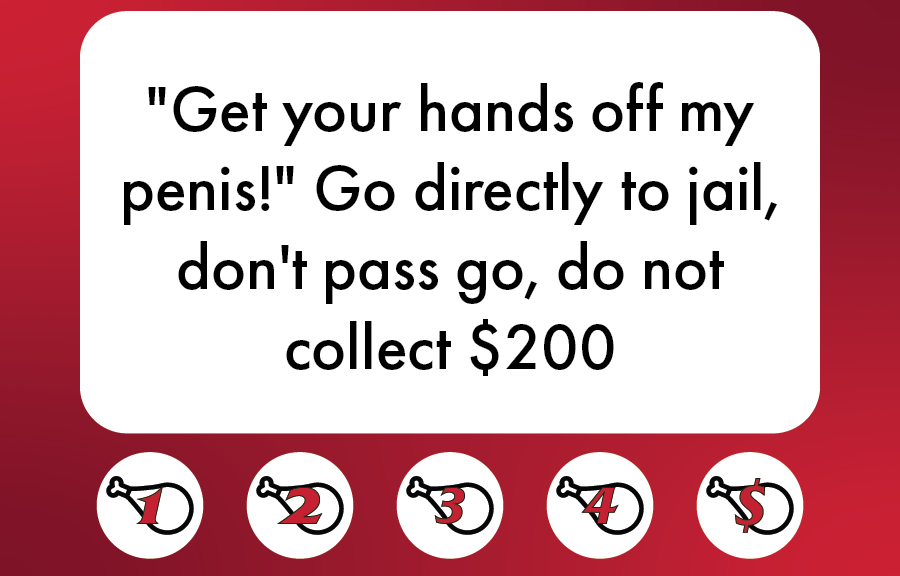 "Get your hands off my
penis!" Go directly to jail,
don't pass go, do not
collect $200
1 2 3 4 $